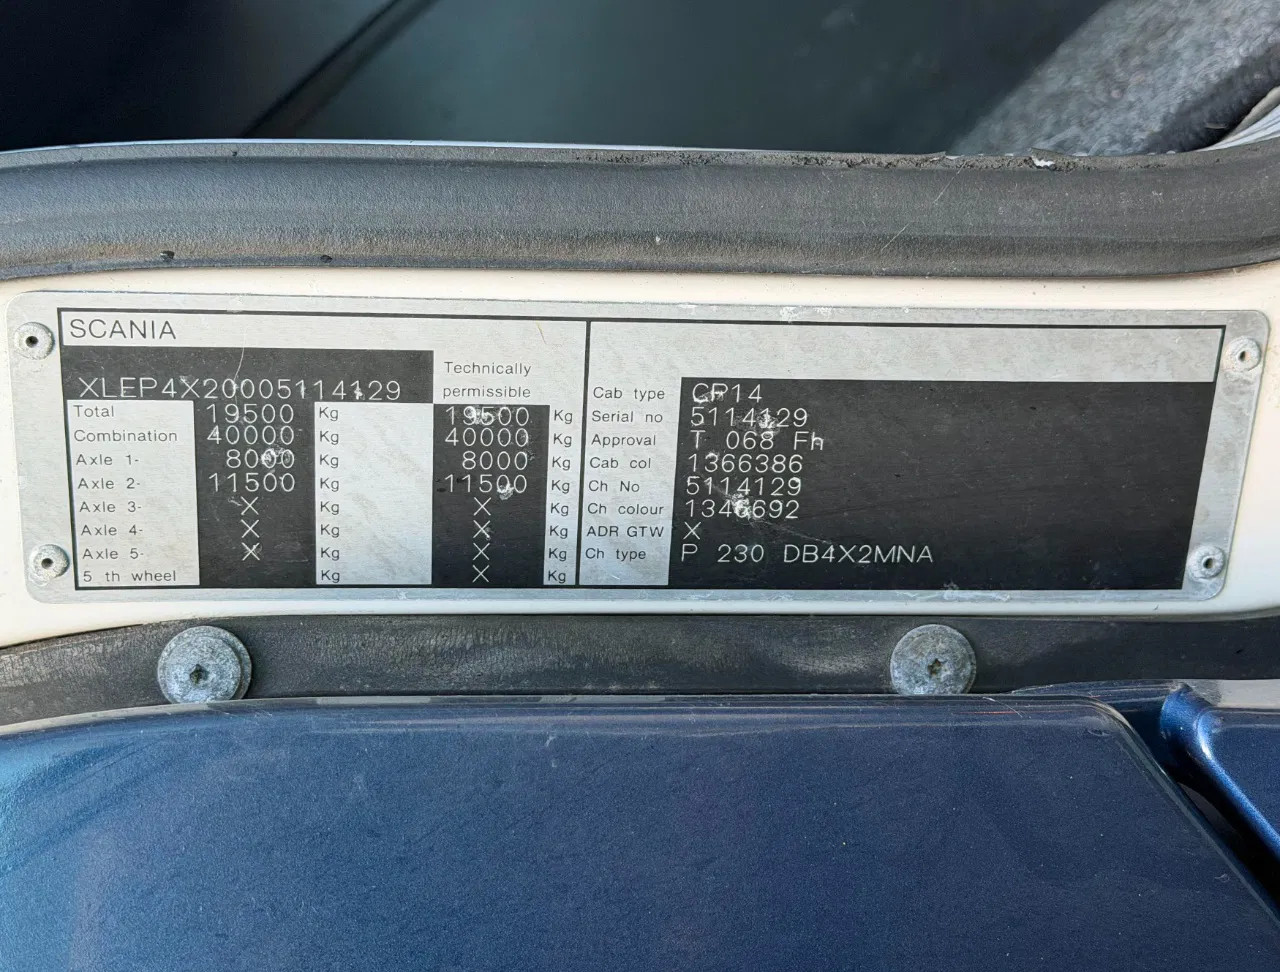 SCANIA
XLEP4X20005114129
Technically
permissible
Total 19500 Kg 19500 Kg
Combination 40000 Kg 40000 Kg
Axle 1- 8000 Kg 8000 Kg
Axle 2- 11500 Kg 11500 Kg
Axle 3- X Kg X Kg
Axle 4- X Kg X Kg
Axle 5- X Kg X Kg
5 th wheel Kg X Kg
Cab type CP14
Serial no 5114129
Approval T 068 Fh
Cab col 1366386
Ch No 5114129
Ch colour 1346692
ADR GTW X
Ch type P 230 DB4X2MNA